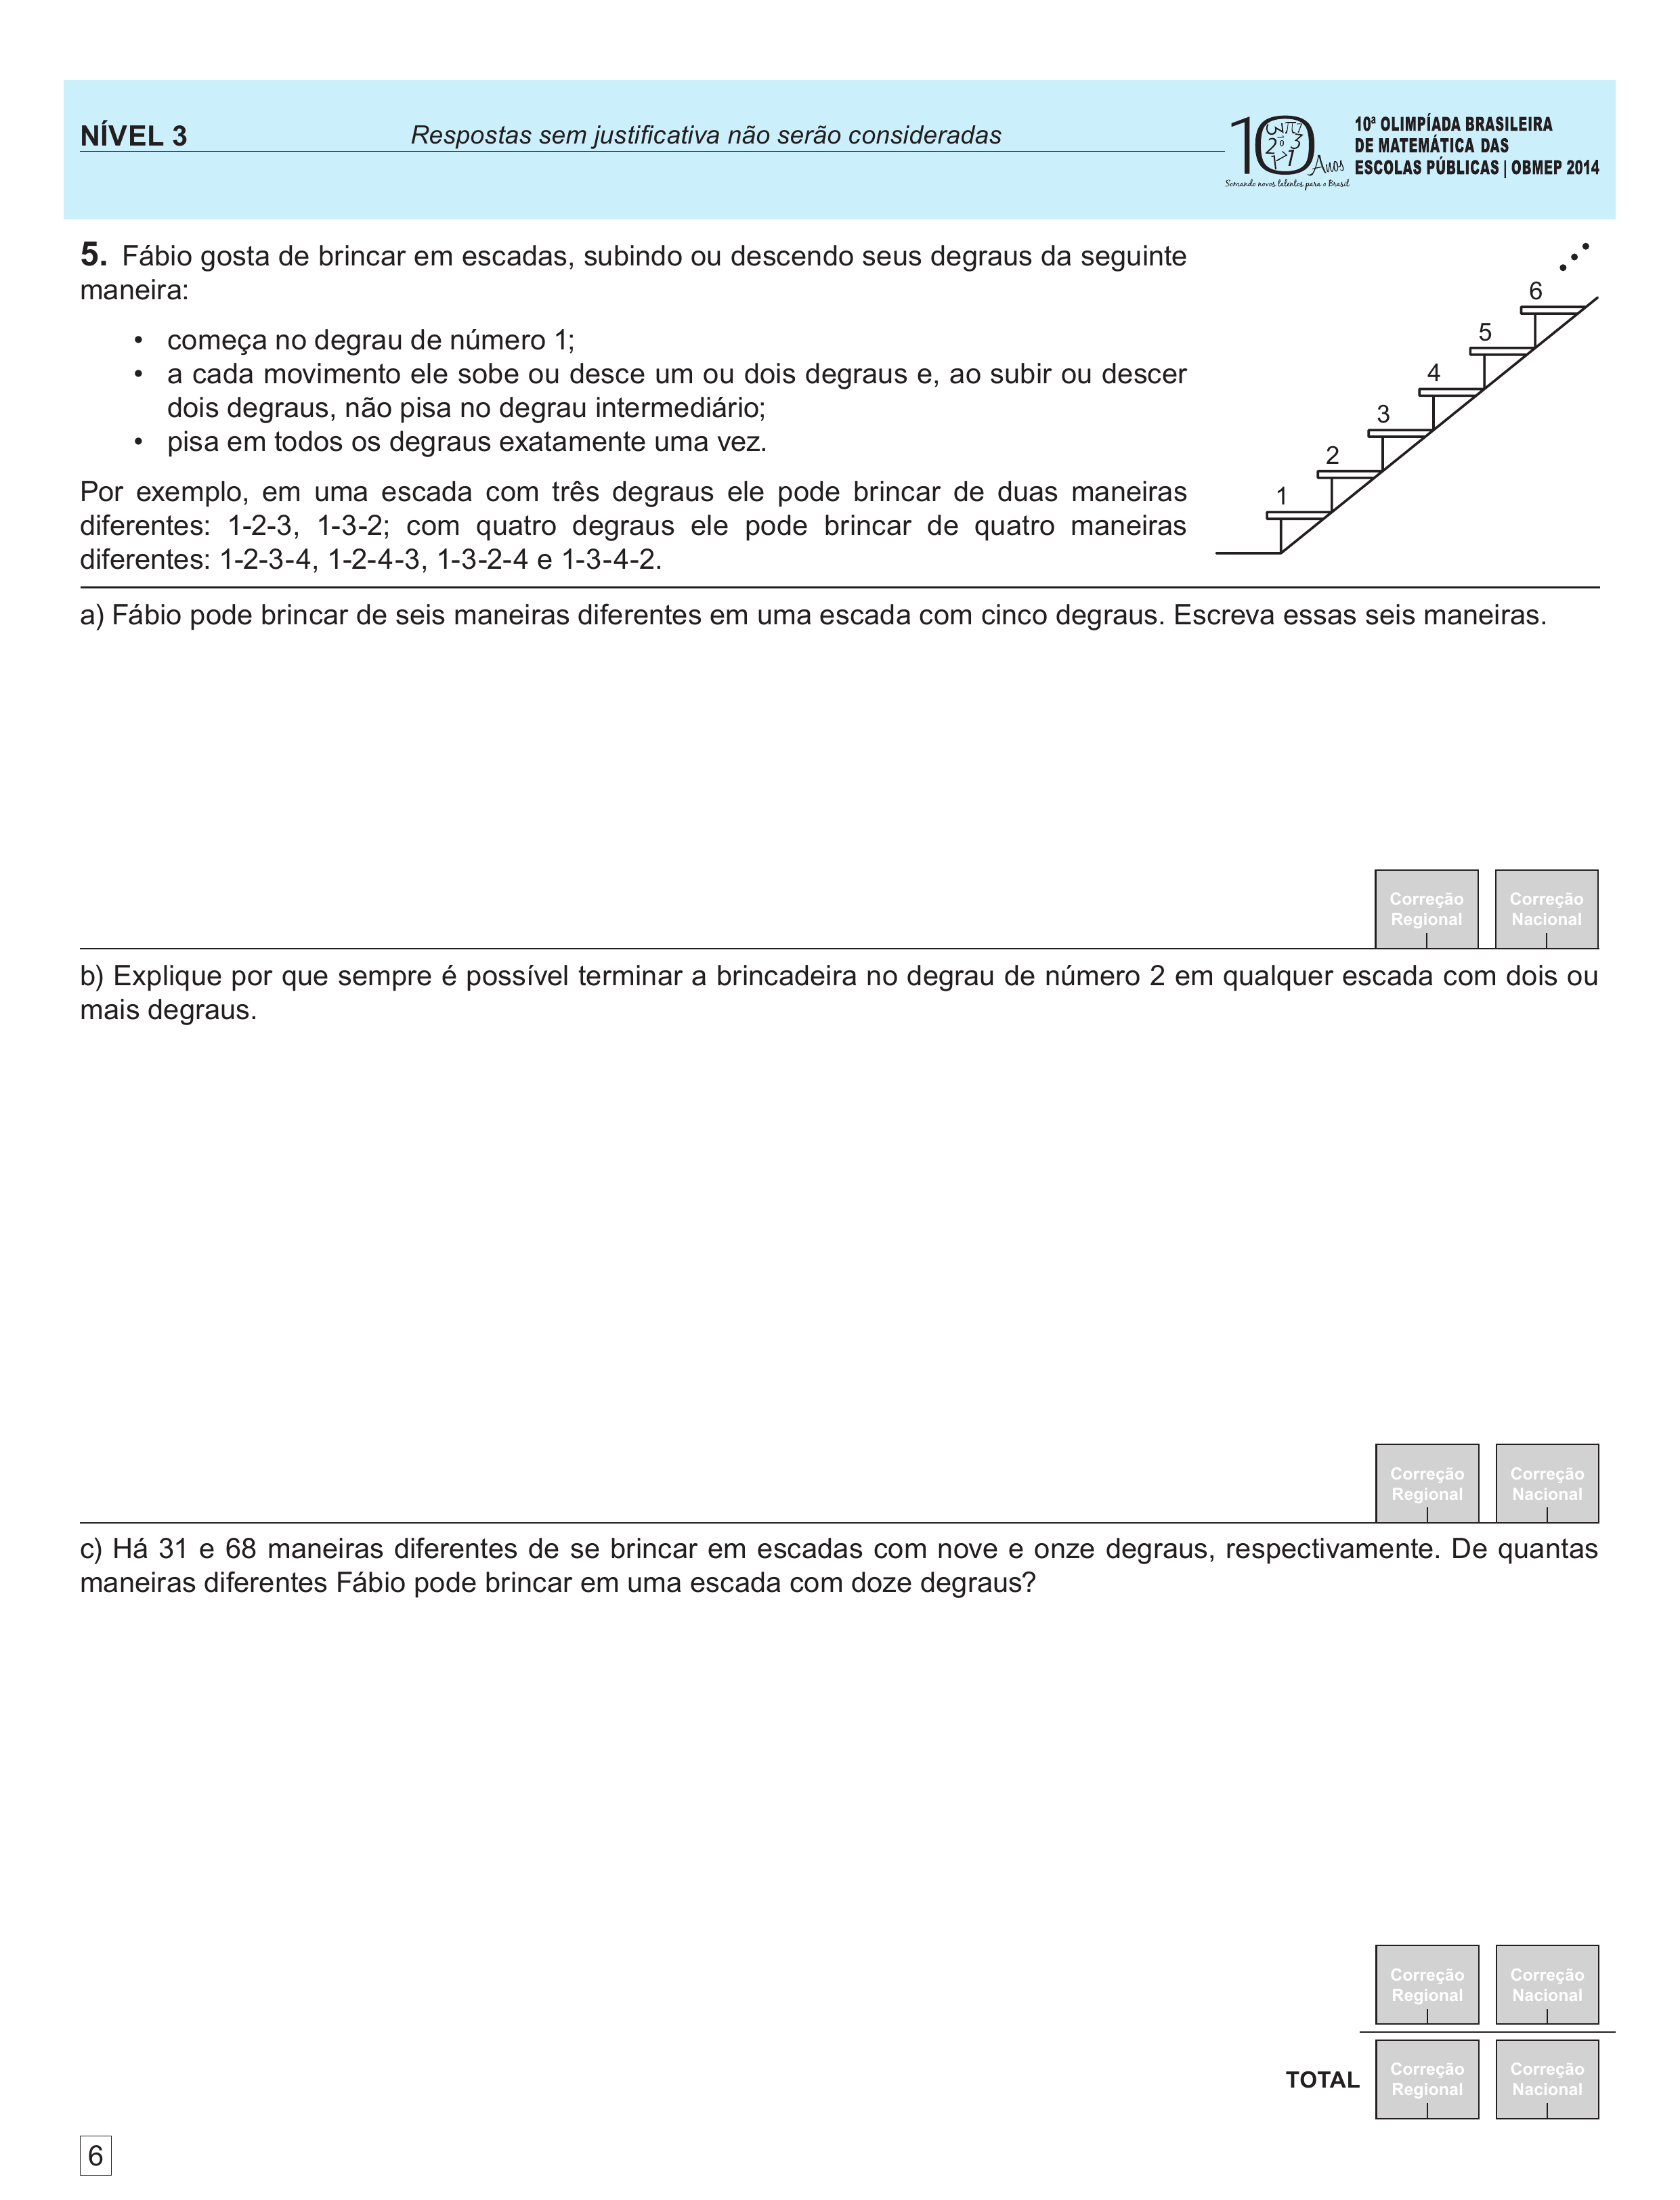 NÍVEL 3
Respostas sem justificativa não serão consideradas
10 Anos
Somando novos talentos para o Brasil
10ª OLIMPÍADA BRASILEIRA
DE MATEMÁTICA DAS
ESCOLAS PÚBLICAS | OBMEP 2014
5. Fábio gosta de brincar em escadas, subindo ou descendo seus degraus da seguinte
maneira:
• começa no degrau de número 1;
• a cada movimento ele sobe ou desce um ou dois degraus e, ao subir ou descer
dois degraus, não pisa no degrau intermediário;
• pisa em todos os degraus exatamente uma vez.
Por exemplo, em uma escada com três degraus ele pode brincar de duas maneiras
diferentes: 1-2-3, 1-3-2; com quatro degraus ele pode brincar de quatro maneiras
diferentes: 1-2-3-4, 1-2-4-3, 1-3-2-4 e 1-3-4-2.
6
5
4
3
2
1
a) Fábio pode brincar de seis maneiras diferentes em uma escada com cinco degraus. Escreva essas seis maneiras.
Correção
Regional
Correção
Nacional
b) Explique por que sempre é possível terminar a brincadeira no degrau de número 2 em qualquer escada com dois ou
mais degraus.
Correção
Regional
Correção
Nacional
c) Há 31 e 68 maneiras diferentes de se brincar em escadas com nove e onze degraus, respectivamente. De quantas
maneiras diferentes Fábio pode brincar em uma escada com doze degraus?
Correção
Regional
Correção
Nacional
TOTAL
Correção
Regional
Correção
Nacional
6